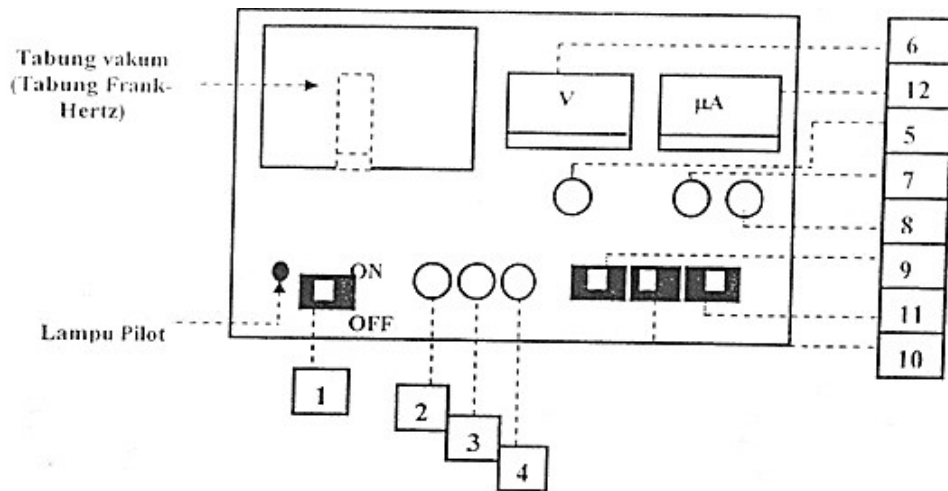 Tabung vakum
(Tabung Frank-
Hertz)
V
μA
6
12
5
7
8
9
11
10
ON
OFF
Lampu Pilot
1
2
3
4